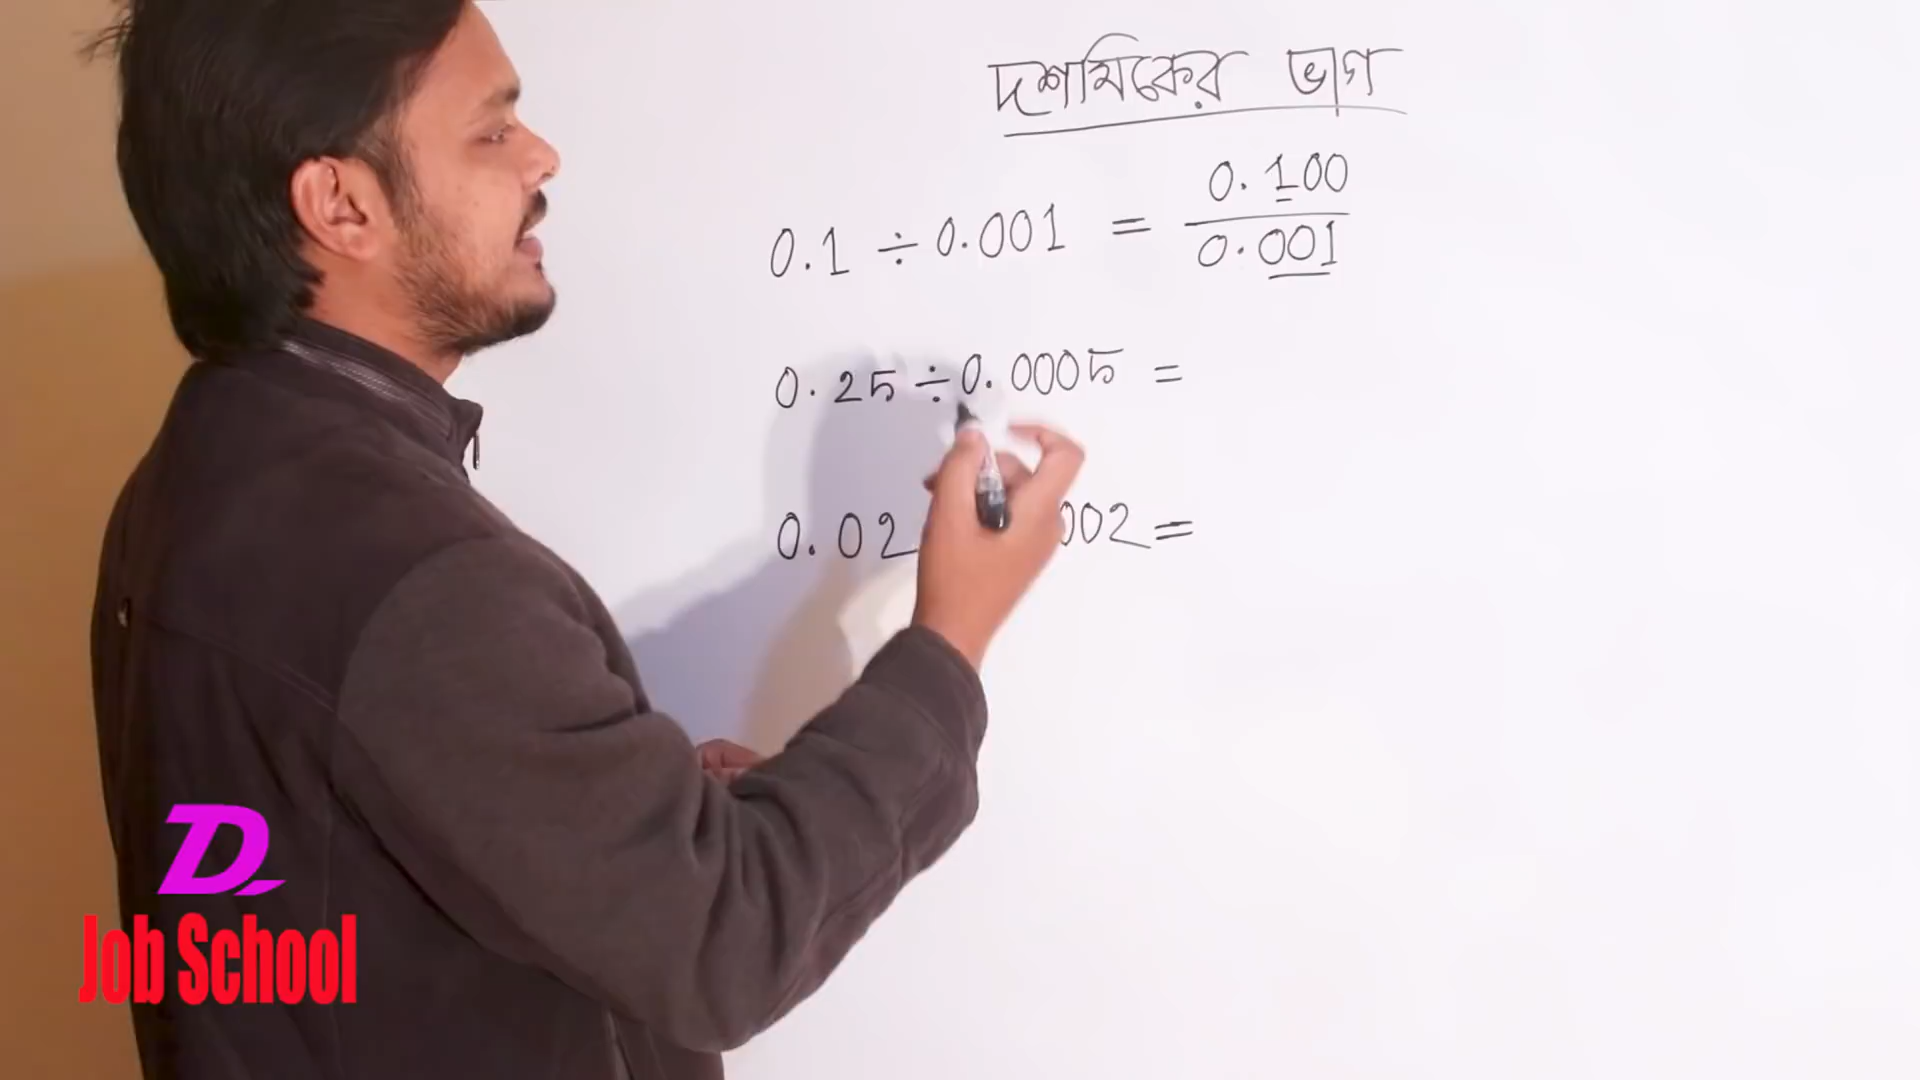 দশমিকের ভাগ
0.1 ÷ 0.001 = 0.100
0.001
0.25 ÷ 0.0005 =
0.02 002 =
D
Job School